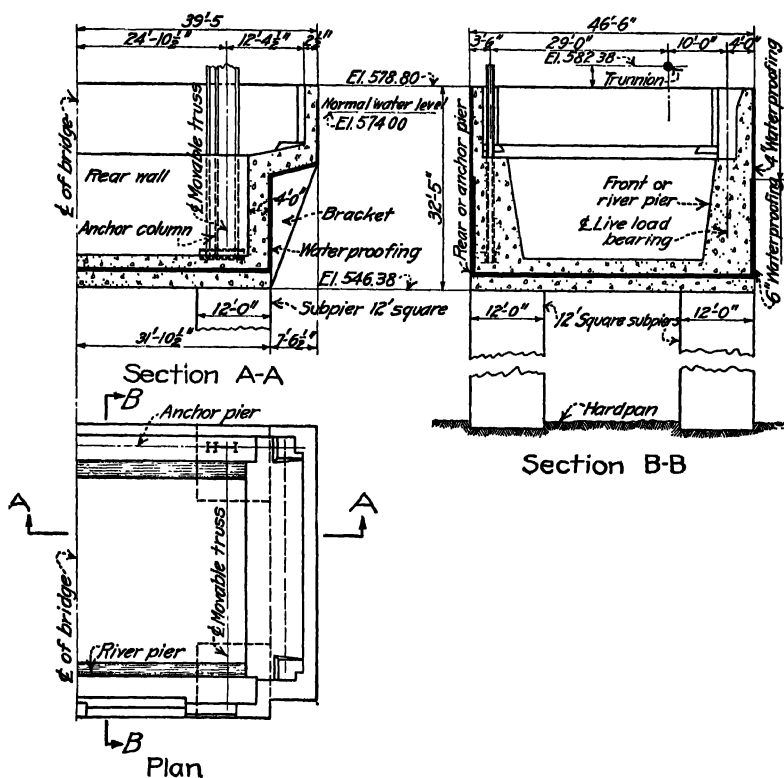 39'-5
24'-10½" 12'-4½" 2½"
El. 578.80
Normal water level
El. 574.00
₵ of bridge
₵ Movable truss
Rear wall
4'-0"
Bracket
Anchor column
Waterproofing
El. 546.38
12'-0"
Subpier 12' square
31'-10½" 7'-6½"
Section A-A
46'-6"
3'-6" 29'-0" 10'-0" 4'-0"
El. 582.38
Trunnion
32'-5"
Rear or anchor pier
Front or
river pier
₵ Live load
bearing
4" Waterproofing
6" Waterproofing
12'-0" 12'-0"
12' Square subpiers
Hardpan
Section B-B
B
Anchor pier
A A
₵ Movable truss
₵ of bridge
River pier
B
Plan